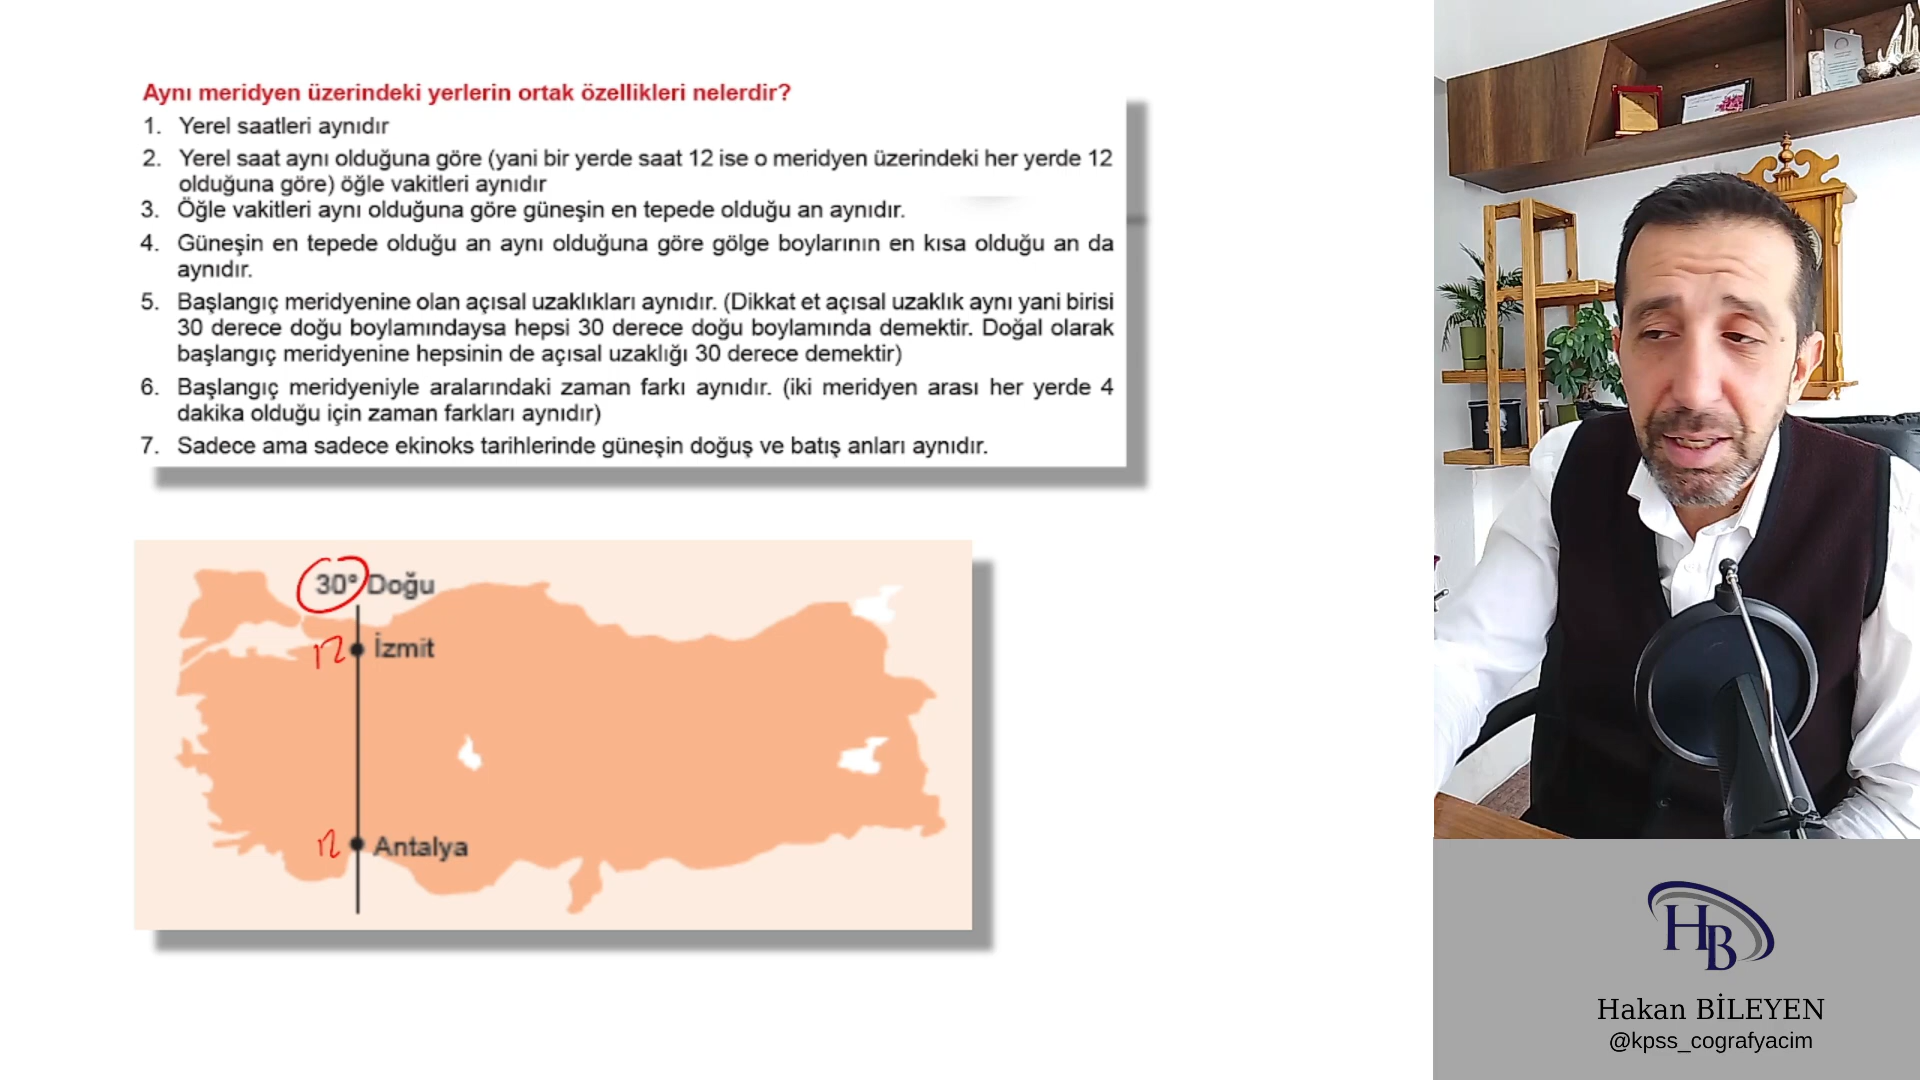 Aynı meridyen üzerindeki yerlerin ortak özellikleri nelerdir?
1. Yerel saatleri aynıdır
2. Yerel saat aynı olduğuna göre (yani bir yerde saat 12 ise o meridyen üzerindeki her yerde 12
olduğuna göre) öğle vakitleri aynıdır
3. Öğle vakitleri aynı olduğuna göre güneşin en tepede olduğu an aynıdır.
4. Güneşin en tepede olduğu an aynı olduğuna göre gölge boylarının en kısa olduğu an da
aynıdır.
5. Başlangıç meridyenine olan açısal uzaklıkları aynıdır. (Dikkat et açısal uzaklık aynı yani birisi
30 derece doğu boylamındaysa hepsi 30 derece doğu boylamında demektir. Doğal olarak
başlangıç meridyenine hepsinin de açısal uzaklığı 30 derece demektir)
6. Başlangıç meridyeniyle aralarındaki zaman farkı aynıdır. (iki meridyen arası her yerde 4
dakika olduğu için zaman farkları aynıdır)
7. Sadece ama sadece ekinoks tarihlerinde güneşin doğuş ve batış anları aynıdır.
30° Doğu
12 İzmit
12 Antalya
HB
Hakan BİLEYEN
@kpss_cografyacim